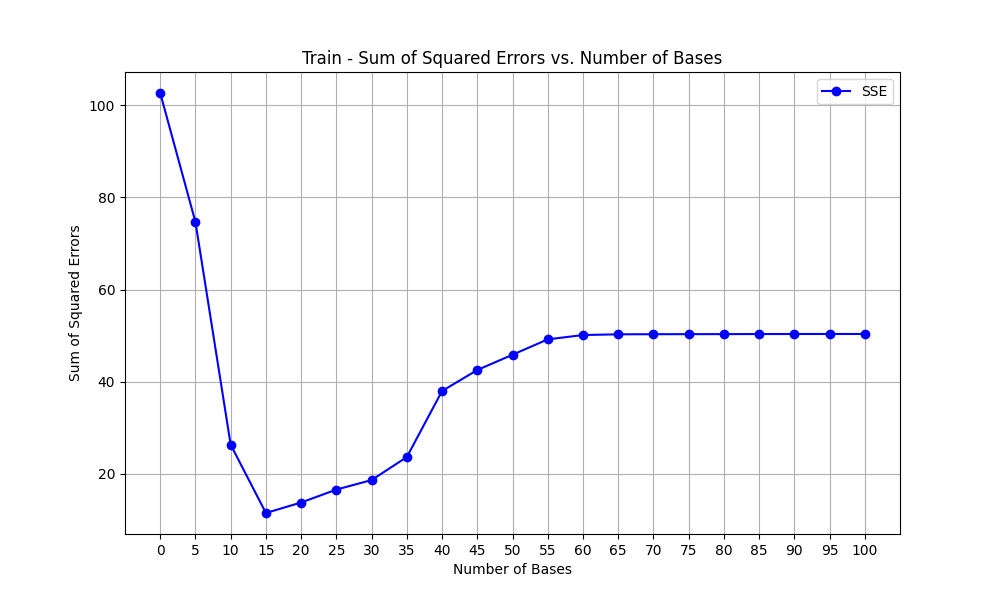 Train - Sum of Squared Errors vs. Number of Bases
SSE
100
80
60
40
20
Sum of Squared Errors
0 5 10 15 20 25 30 35 40 45 50 55 60 65 70 75 80 85 90 95 100
Number of Bases